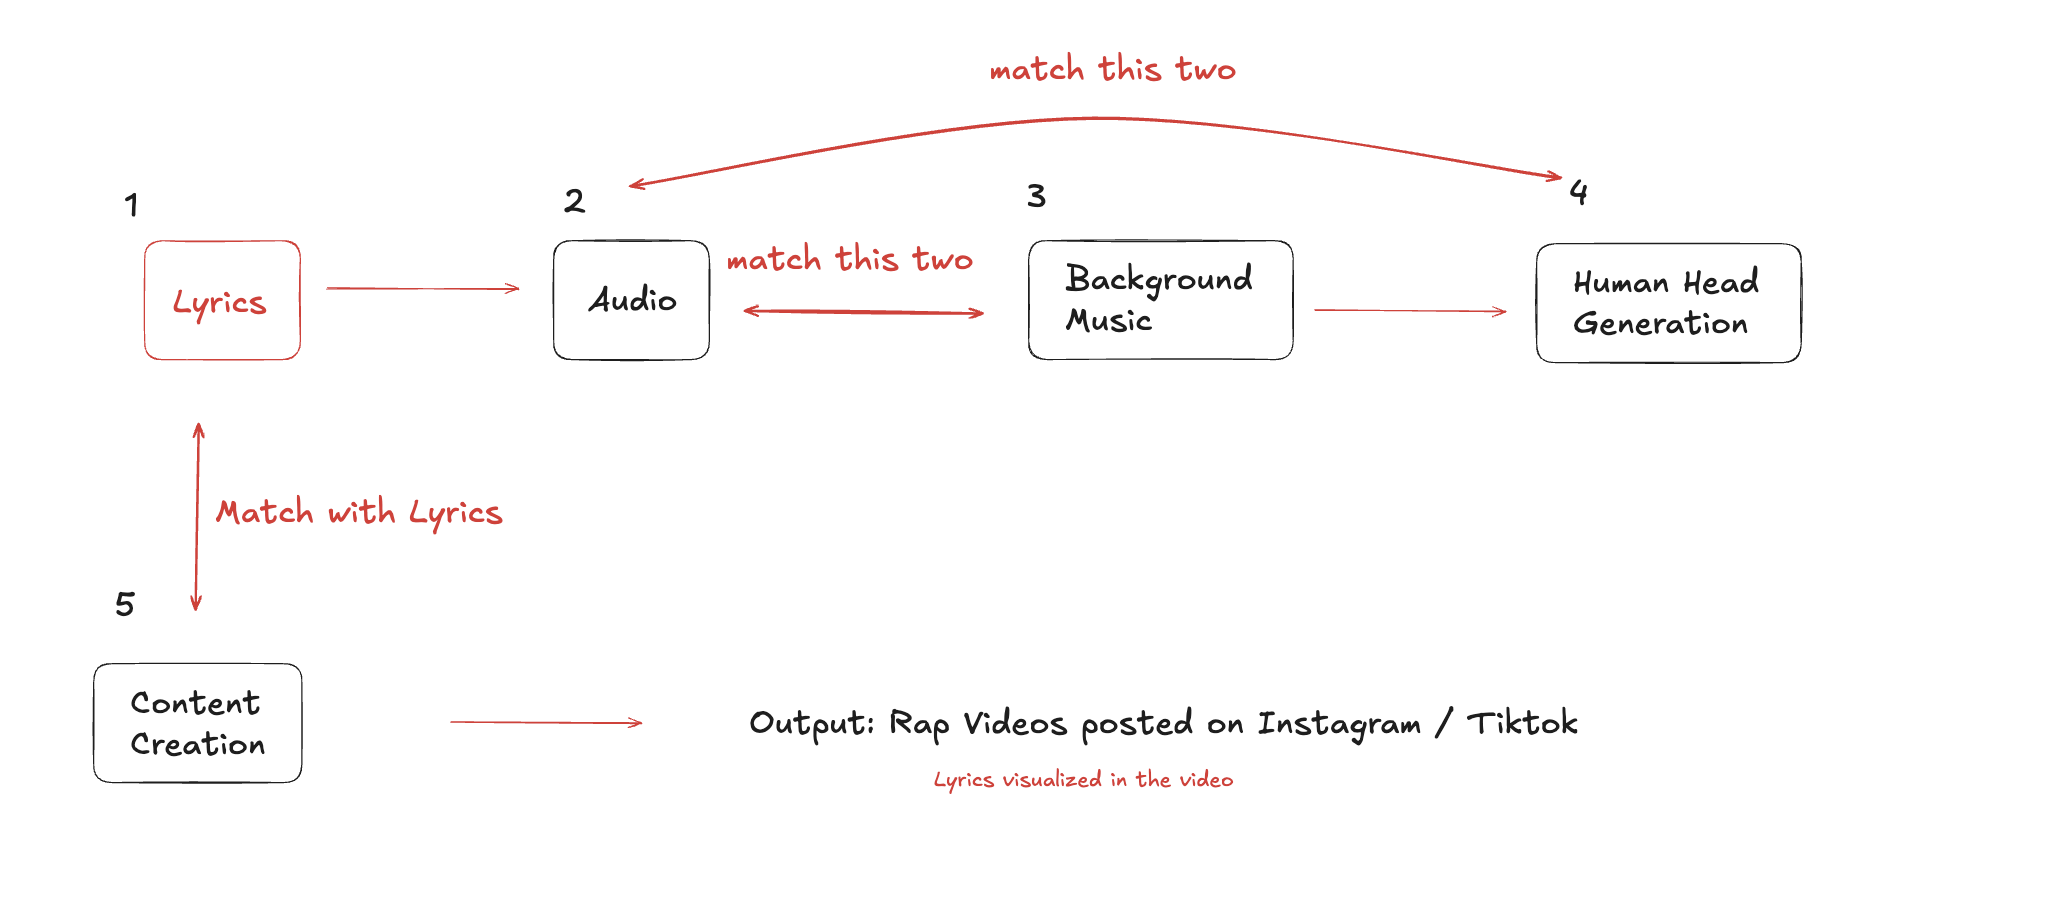 match this two
1
2
3
4
Lyrics
Audio
match this two
Background
Music
Human Head
Generation
Match with Lyrics
5
Content
Creation
Output: Rap Videos posted on Instagram / Tiktok
Lyrics visualized in the video